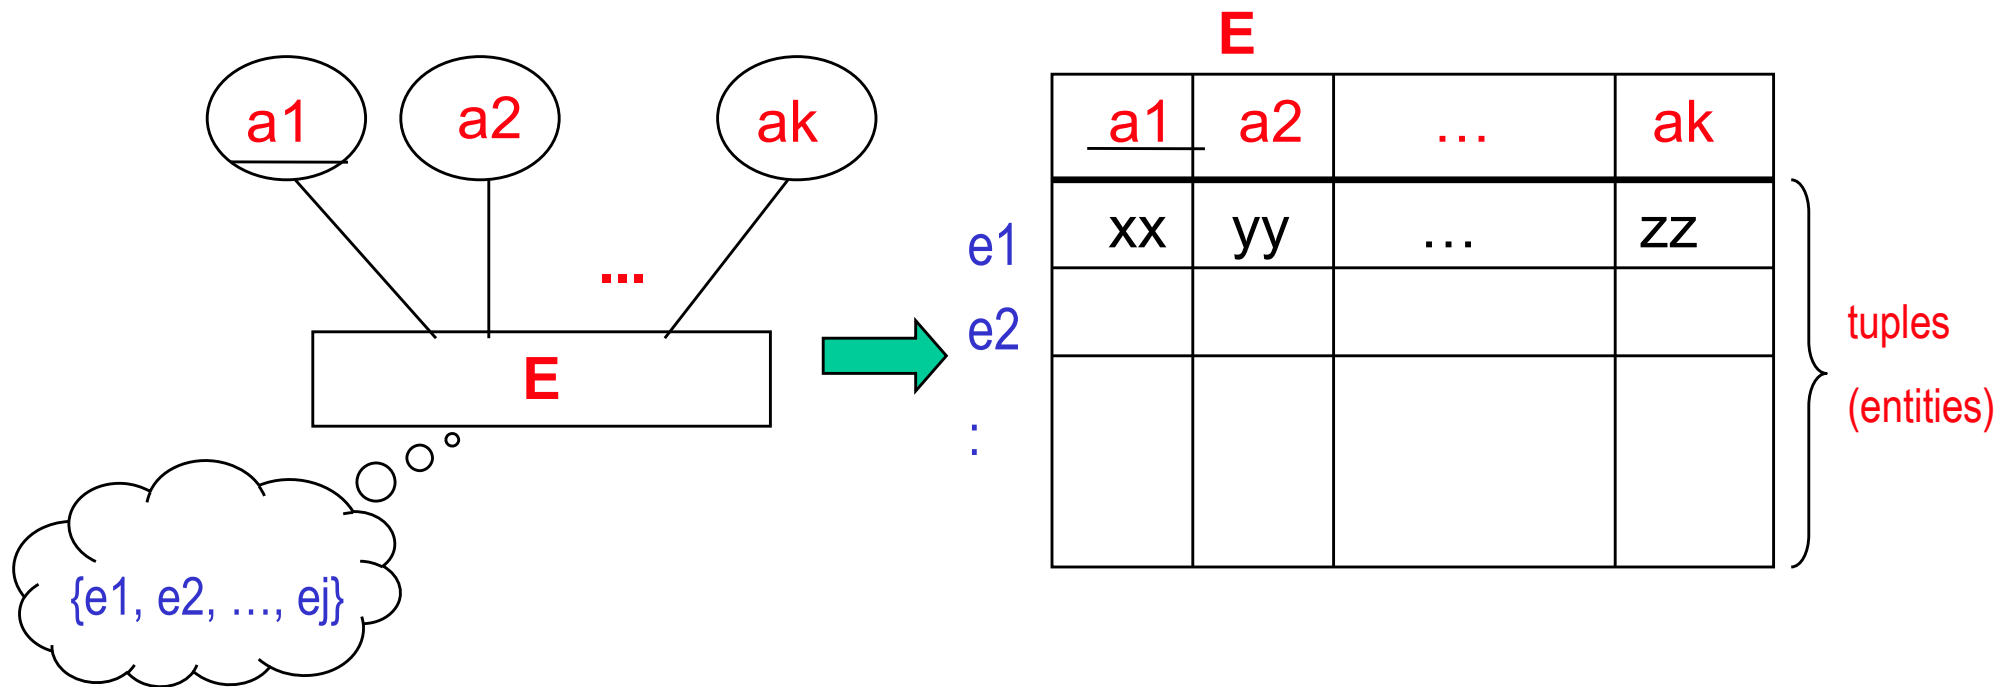 a1 a2 ak
...
E
{e1, e2, …, ej}
E
a1 a2 … ak
e1 xx yy … zz
e2
:
tuples
(entities)